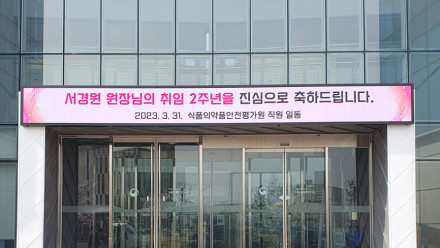 서경원 원장님의 취임 2주년을 진심으로 축하드립니다.
2023. 3. 31. 식품의약품안전평가원 직원 일동